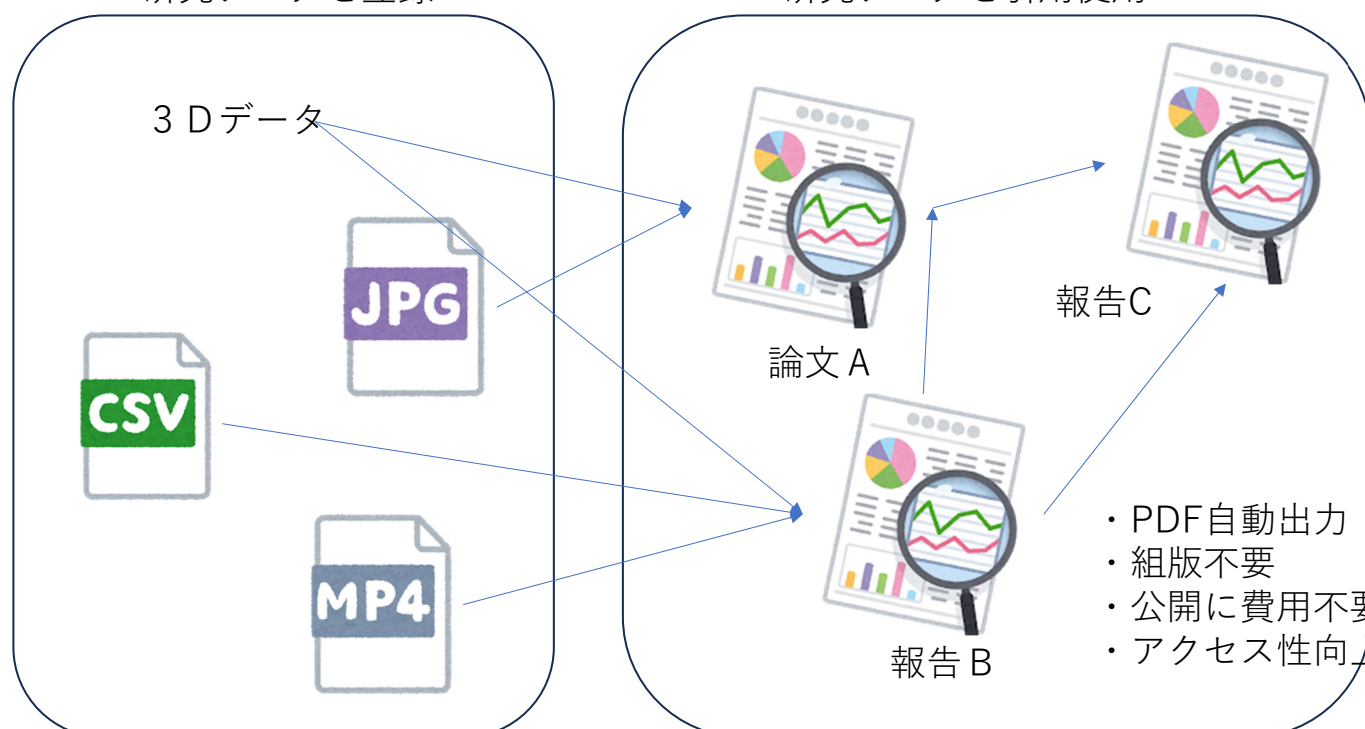 ３Ｄデータ
JPG
CSV
MP4
論文Ａ
報告C
報告Ｂ
・PDF自動出力
・組版不要
・公開に費用不要
・アクセス性向上